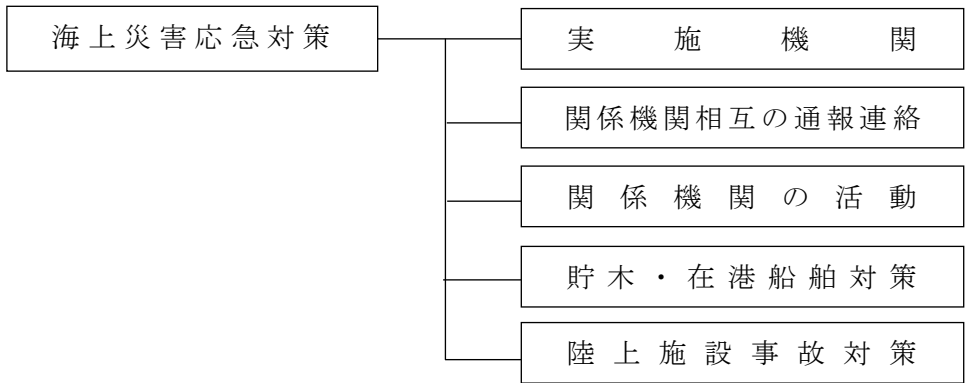 海上災害応急対策
実施機関
関係機関相互の通報連絡
関係機関の活動
貯木・在港船舶対策
陸上施設事故対策